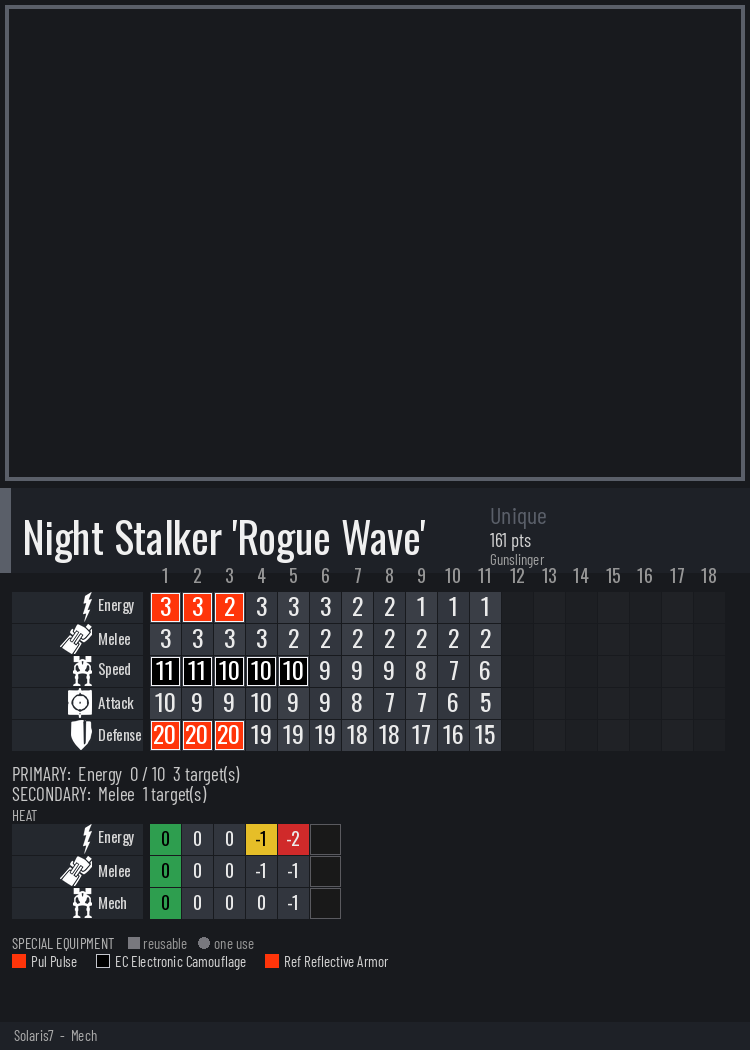 Night Stalker 'Rogue Wave'
Unique
161 pts
Gunslinger
1 2 3 4 5 6 7 8 9 10 11 12 13 14 15 16 17 18
Energy 3 3 2 3 3 3 2 2 1 1 1
Melee 3 3 3 3 2 2 2 2 2 2 2
Speed 11 11 10 10 10 9 9 9 8 7 6
Attack 10 9 9 10 9 9 8 7 7 6 5
Defense 20 20 20 19 19 19 18 18 17 16 15
PRIMARY: Energy 0 / 10 3 target(s)
SECONDARY: Melee 1 target(s)
HEAT
Energy 0 0 0 -1 -2
Melee 0 0 0 -1 -1
Mech 0 0 0 0 -1
SPECIAL EQUIPMENT reusable one use
Pul Pulse EC Electronic Camouflage Ref Reflective Armor
Solaris7 - Mech